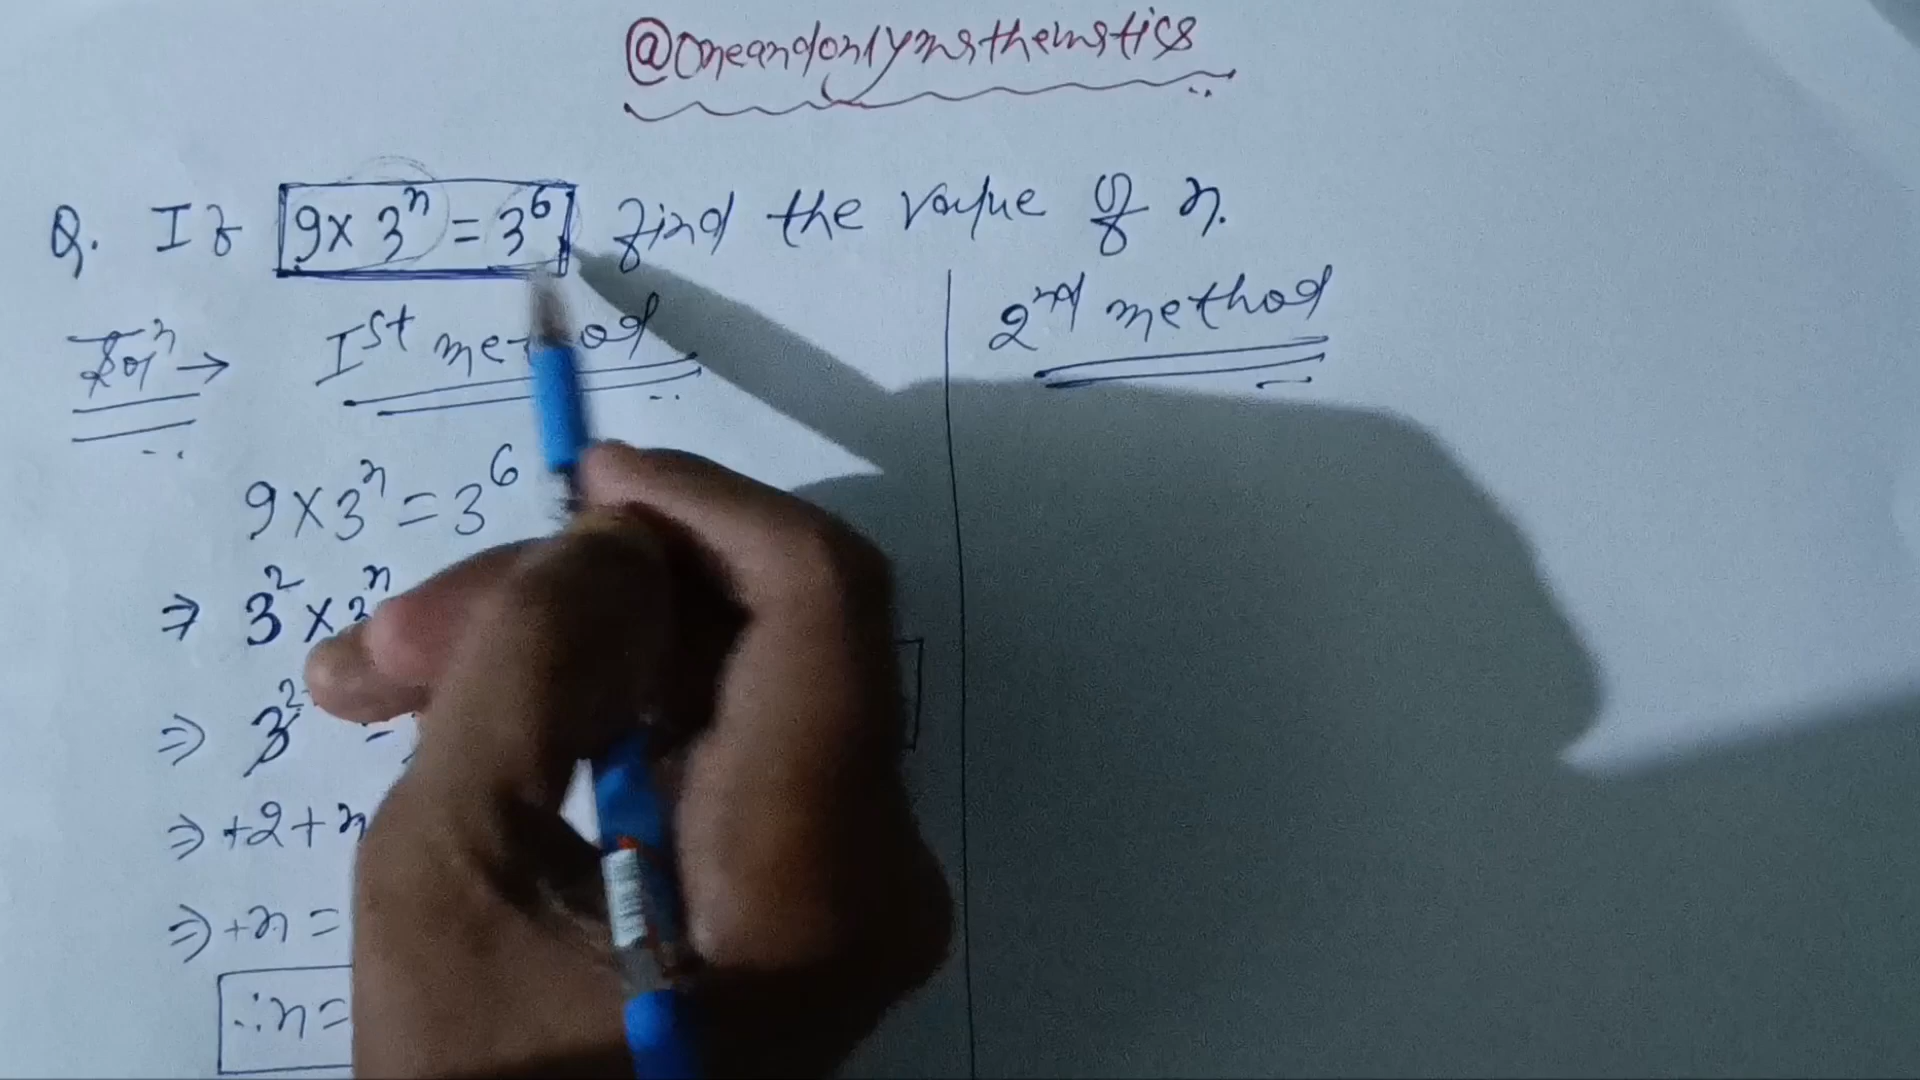 @oneandonlymathematics
Q. If 9 × 3ⁿ = 3⁶ find the value of n.
Solⁿ →
Ist method
9 × 3ⁿ = 3⁶
⇒ 3² × 3ⁿ
⇒ 3²
⇒ +2 + n
⇒ +n =
∴ n =
2nd method